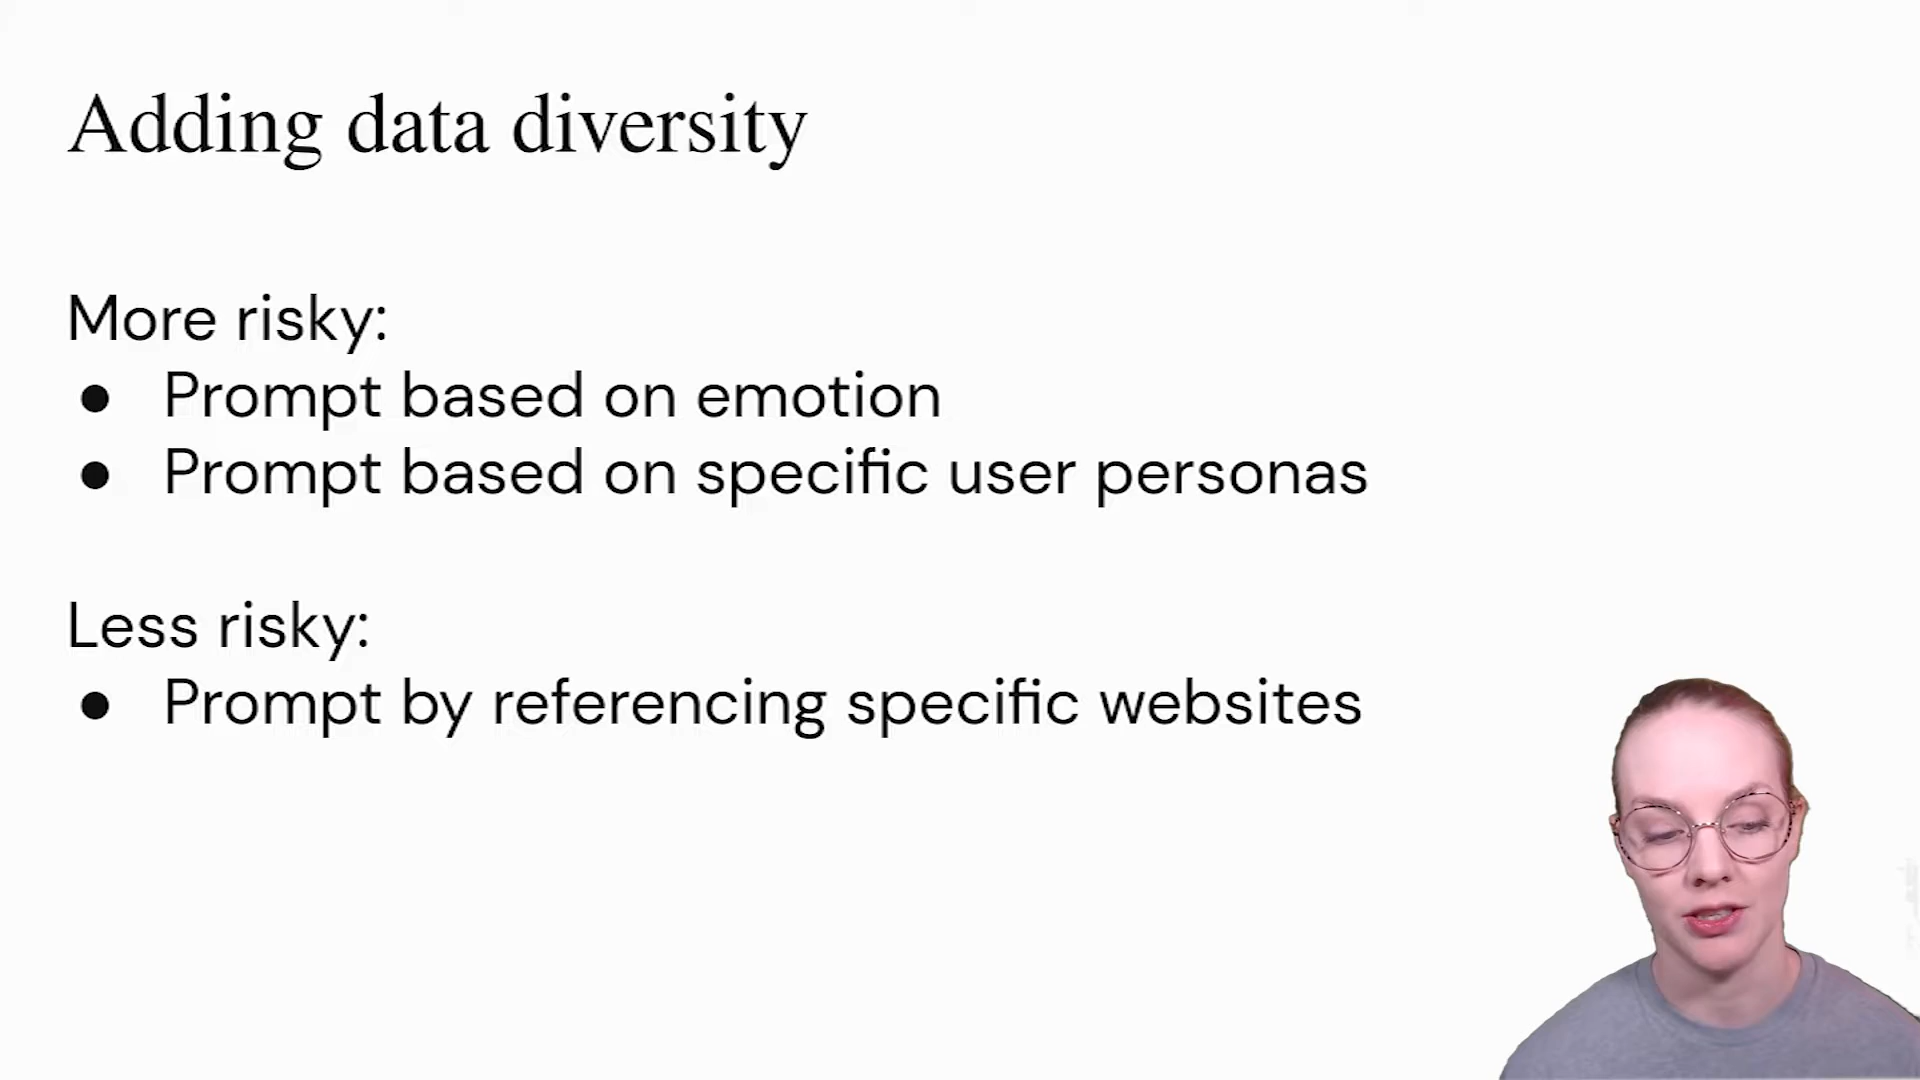 Adding data diversity
More risky:
● Prompt based on emotion
● Prompt based on specific user personas
Less risky:
● Prompt by referencing specific websites